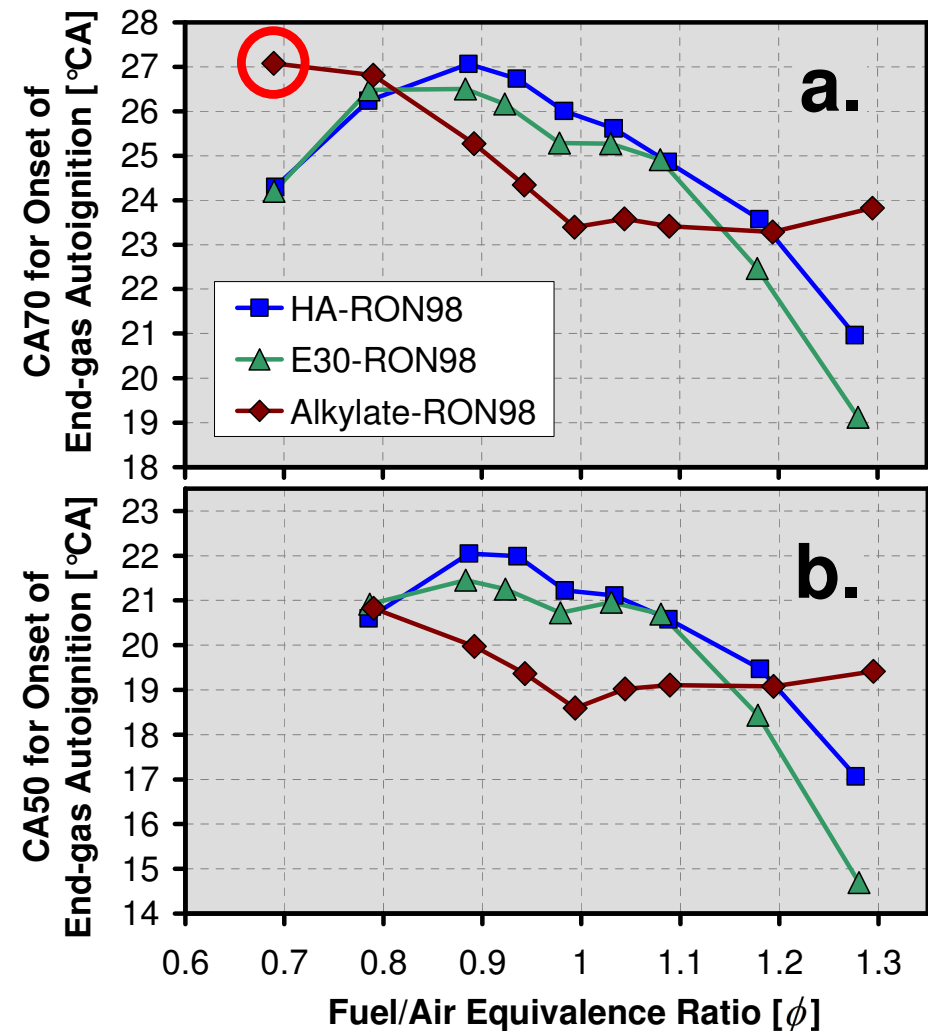 CA70 for Onset of
End-gas Autoignition [°CA]
28
27
26
25
24
23
22
21
20
19
18
a.
HA-RON98
E30-RON98
Alkylate-RON98
CA50 for Onset of
End-gas Autoignition [°CA]
23
22
21
20
19
18
17
16
15
14
b.
0.6 0.7 0.8 0.9 1 1.1 1.2 1.3
Fuel/Air Equivalence Ratio [ϕ]